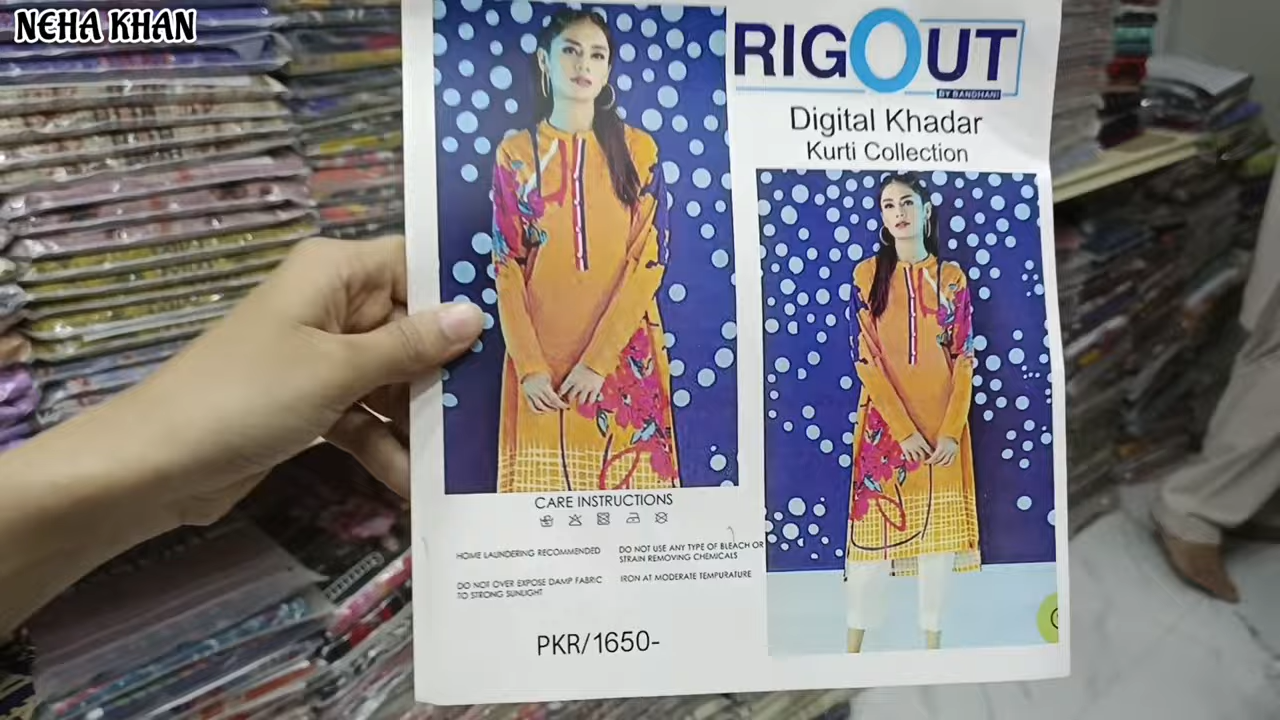 NEHA KHAN
RIGOUT
BY BANDHANI
Digital Khadar
Kurti Collection
CARE INSTRUCTIONS
HOME LAUNDERING RECOMMENDED
DO NOT USE ANY TYPE OF BLEACH OR
STRAIN REMOVING CHEMICALS
DO NOT OVER EXPOSE DAMP FABRIC
TO STRONG SUNLIGHT
IRON AT MODERATE TEMPURATURE
PKR/1650-